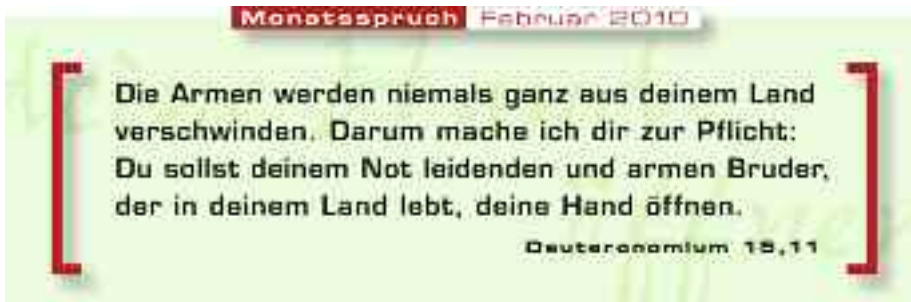 Monatsspruch Februar 2010
Die Armen werden niemals ganz aus deinem Land
verschwinden. Darum mache ich dir zur Pflicht:
Du sollst deinem Not leidenden und armen Bruder,
der in deinem Land lebt, deine Hand öffnen.
Deuteronomium 15,11